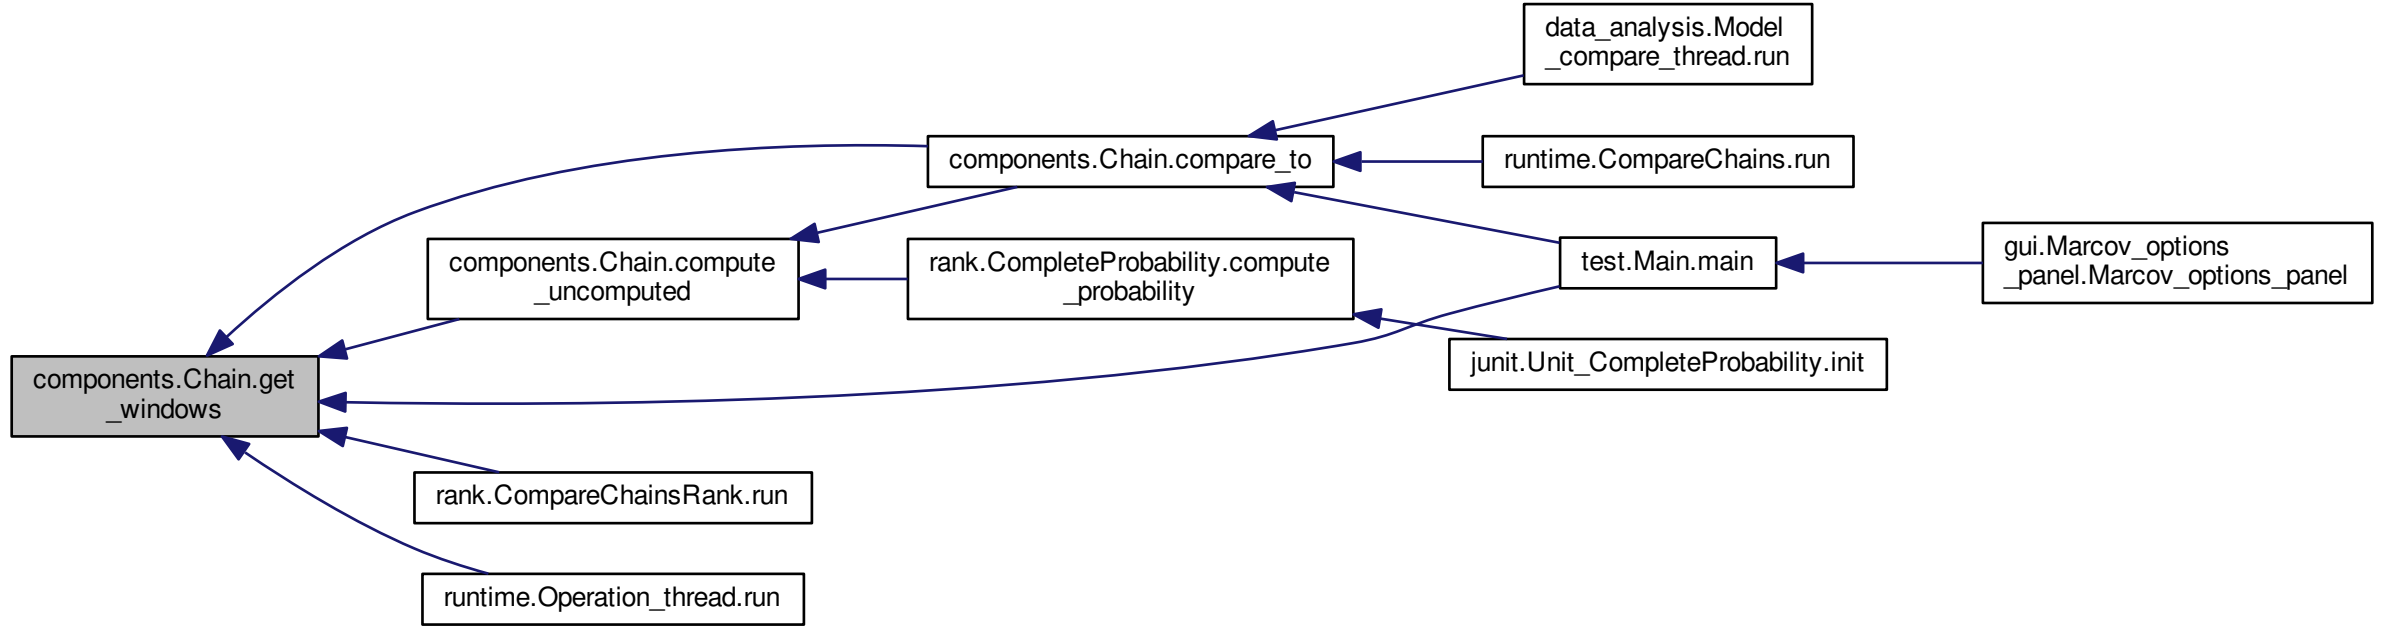 data_analysis.Model
_compare_thread.run
components.Chain.compare_to
runtime.CompareChains.run
components.Chain.compute
_uncomputed
rank.CompleteProbability.compute
_probability
test.Main.main
gui.Marcov_options
_panel.Marcov_options_panel
junit.Unit_CompleteProbability.init
components.Chain.get
_windows
rank.CompareChainsRank.run
runtime.Operation_thread.run